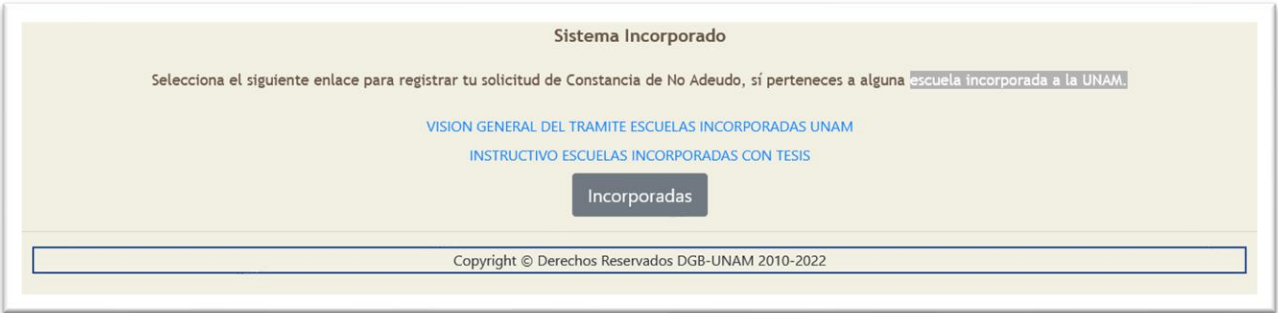 Sistema Incorporado
Selecciona el siguiente enlace para registrar tu solicitud de Constancia de No Adeudo, sí perteneces a alguna escuela incorporada a la UNAM.
VISION GENERAL DEL TRAMITE ESCUELAS INCORPORADAS UNAM
INSTRUCTIVO ESCUELAS INCORPORADAS CON TESIS
Incorporadas
Copyright © Derechos Reservados DGB-UNAM 2010-2022